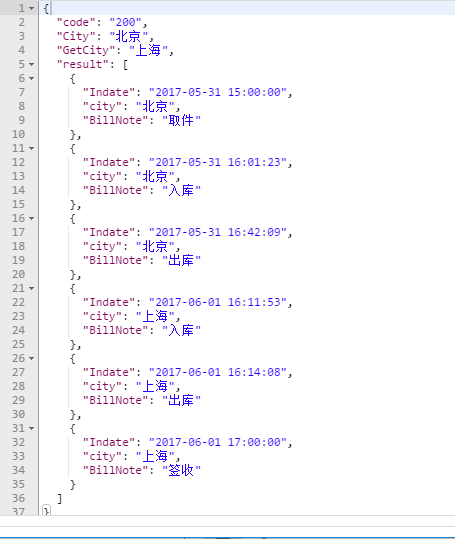 1 {
2 "code": "200",
3 "City": "北京",
4 "GetCity": "上海",
5 "result": [
6 {
7 "Indate": "2017-05-31 15:00:00",
8 "city": "北京",
9 "BillNote": "取件"
10 },
11 {
12 "Indate": "2017-05-31 16:01:23",
13 "city": "北京",
14 "BillNote": "入库"
15 },
16 {
17 "Indate": "2017-05-31 16:42:09",
18 "city": "北京",
19 "BillNote": "出库"
20 },
21 {
22 "Indate": "2017-06-01 16:11:53",
23 "city": "上海",
24 "BillNote": "入库"
25 },
26 {
27 "Indate": "2017-06-01 16:14:08",
28 "city": "上海",
29 "BillNote": "出库"
30 },
31 {
32 "Indate": "2017-06-01 17:00:00",
33 "city": "上海",
34 "BillNote": "签收"
35 }
36 ]
37 }